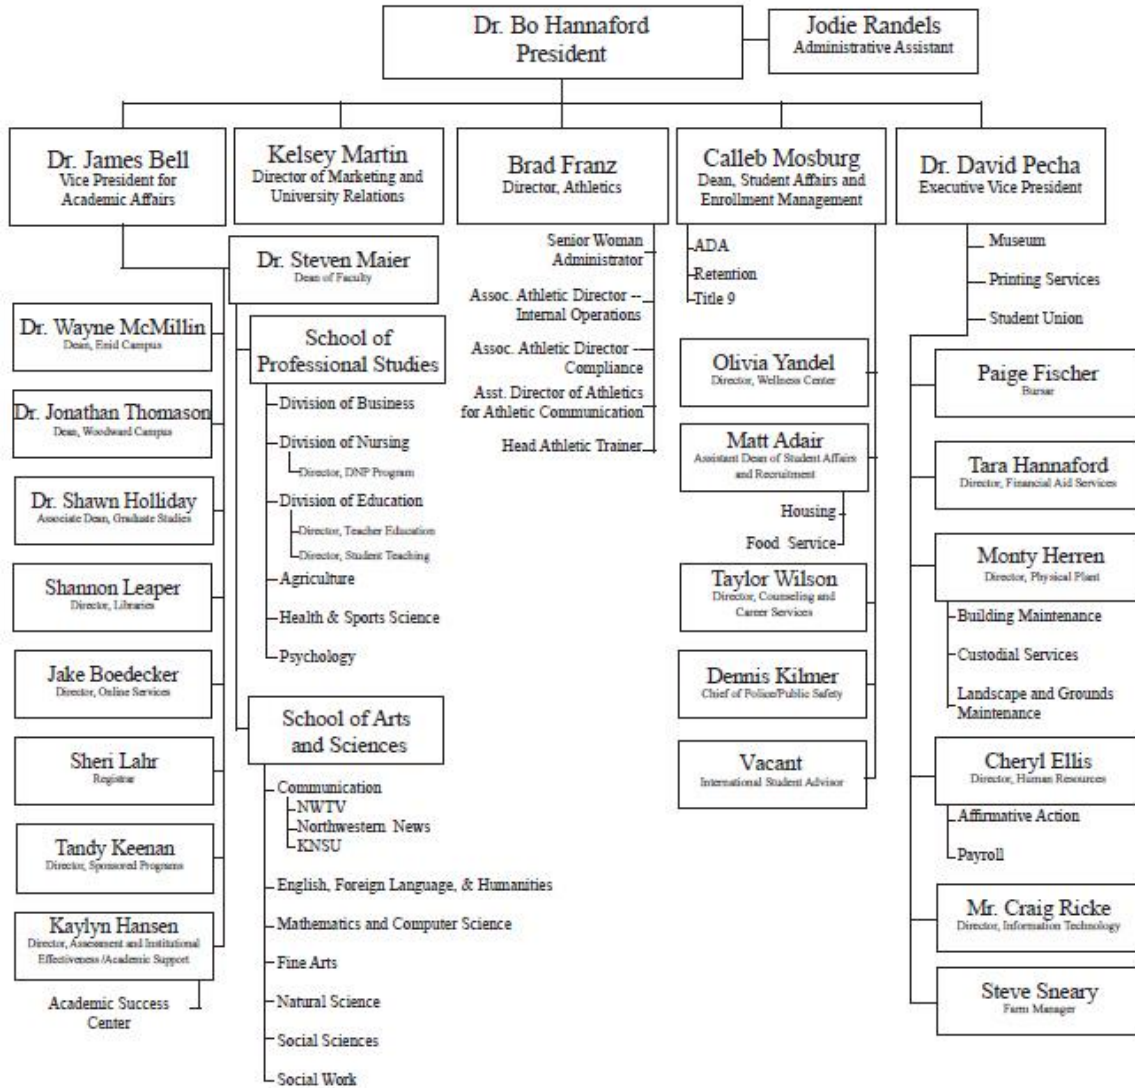 Dr. Bo Hannaford
President
Jodie Randels
Administrative Assistant
Dr. James Bell
Vice President for
Academic Affairs
Kelsey Martin
Director of Marketing and
University Relations
Brad Franz
Director, Athletics
Calleb Mosburg
Dean, Student Affairs and
Enrollment Management
Dr. David Pecha
Executive Vice President
Dr. Steven Maier
Dean of Faculty
Dr. Wayne McMillin
Dean, Enid Campus
Dr. Jonathan Thomason
Dean, Woodward Campus
Dr. Shawn Holliday
Associate Dean, Graduate Studies
Shannon Leaper
Director, Libraries
Jake Boedecker
Director, Online Services
Sheri Lahr
Registrar
Tandy Keenan
Director, Sponsored Programs
Kaylyn Hansen
Director, Assessment and Institutional
Effectiveness /Academic Support
Academic Success
Center
School of
Professional Studies
Division of Business
Division of Nursing
Director, DNP Program
Division of Education
Director, Teacher Education
Director, Student Teaching
Agriculture
Health & Sports Science
Psychology
School of Arts
and Sciences
Communication
NWTV
Northwestern News
KNSU
English, Foreign Language, & Humanities
Mathematics and Computer Science
Fine Arts
Natural Science
Social Sciences
Social Work
Senior Woman
Administrator
Assoc. Athletic Director --
Internal Operations
Assoc. Athletic Director --
Compliance
Asst. Director of Athletics
for Athletic Communication
Head Athletic Trainer
ADA
Retention
Title 9
Olivia Yandel
Director, Wellness Center
Matt Adair
Assistant Dean of Student Affairs
and Recruitment
Housing
Food Service
Taylor Wilson
Director, Counseling and
Career Services
Dennis Kilmer
Chief of Police/Public Safety
Vacant
International Student Advisor
Museum
Printing Services
Student Union
Paige Fischer
Bursar
Tara Hannaford
Director, Financial Aid Services
Monty Herren
Director, Physical Plant
Building Maintenance
Custodial Services
Landscape and Grounds
Maintenance
Cheryl Ellis
Director, Human Resources
Affirmative Action
Payroll
Mr. Craig Ricke
Director, Information Technology
Steve Sneary
Farm Manager